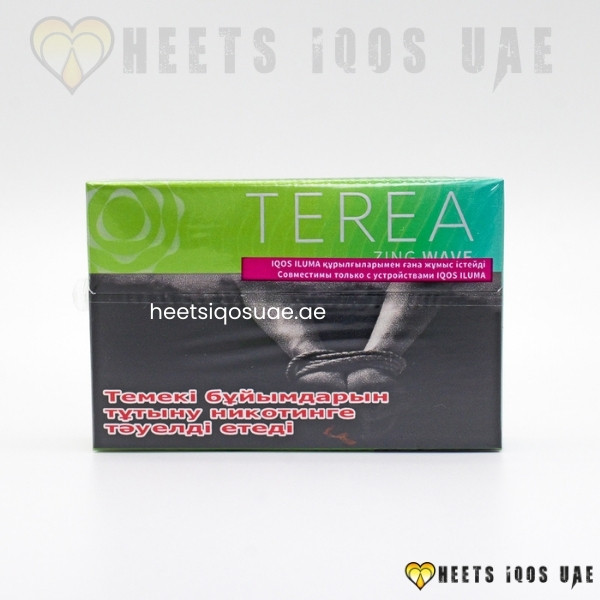 HEETS iQOS UAE
TEREA
ZING WAVE
IQOS ILUMA құрылғыларымен ғана жұмыс істейді
Совместимы только с устройствами IQOS ILUMA
heetsiqosuae.ae
Темекі бұйымдарын
тұтыну никотинге
тәуелді етеді
HEETS iQOS UAE